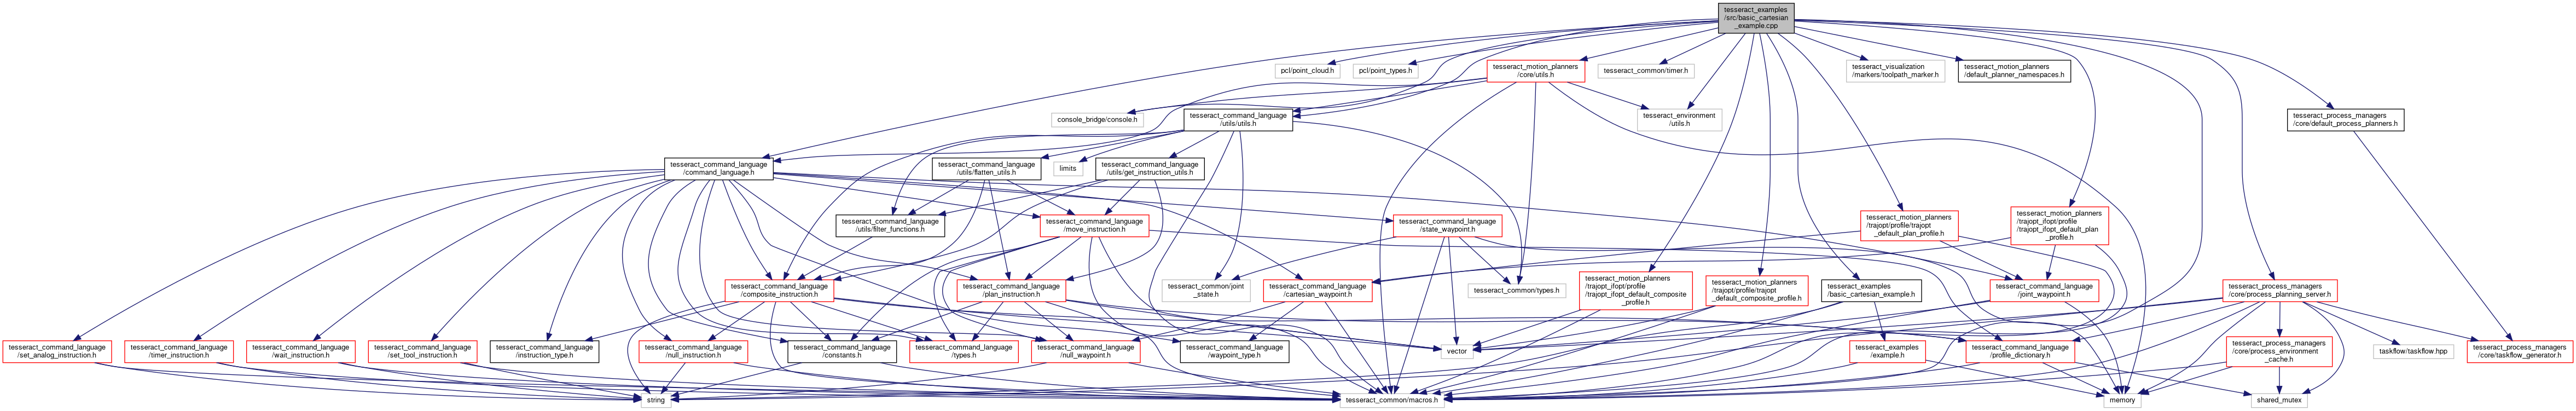 tesseract_examples
/src/basic_cartesian
_example.cpp
pcl/point_cloud.h
pcl/point_types.h
tesseract_motion_planners
/core/utils.h
tesseract_common/timer.h
tesseract_visualization
/markers/toolpath_marker.h
tesseract_motion_planners
/default_planner_namespaces.h
console_bridge/console.h
tesseract_command_language
/utils/utils.h
tesseract_environment
/utils.h
tesseract_process_managers
/core/default_process_planners.h
tesseract_command_language
/command_language.h
tesseract_command_language
/utils/flatten_utils.h
limits
tesseract_command_language
/utils/get_instruction_utils.h
tesseract_command_language
/utils/filter_functions.h
tesseract_command_language
/move_instruction.h
tesseract_command_language
/state_waypoint.h
tesseract_motion_planners
/trajopt/profile/trajopt
_default_plan_profile.h
tesseract_motion_planners
/trajopt_ifopt/profile
/trajopt_ifopt_default_plan
_profile.h
tesseract_command_language
/composite_instruction.h
tesseract_command_language
/plan_instruction.h
tesseract_common/joint
_state.h
tesseract_command_language
/cartesian_waypoint.h
tesseract_common/types.h
tesseract_motion_planners
/trajopt_ifopt/profile
/trajopt_ifopt_default_composite
_profile.h
tesseract_motion_planners
/trajopt/profile/trajopt
_default_composite_profile.h
tesseract_examples
/basic_cartesian_example.h
tesseract_command_language
/joint_waypoint.h
tesseract_process_managers
/core/process_planning_server.h
tesseract_command_language
/set_analog_instruction.h
tesseract_command_language
/timer_instruction.h
tesseract_command_language
/wait_instruction.h
tesseract_command_language
/set_tool_instruction.h
tesseract_command_language
/instruction_type.h
tesseract_command_language
/null_instruction.h
tesseract_command_language
/constants.h
tesseract_command_language
/types.h
tesseract_command_language
/null_waypoint.h
vector
tesseract_command_language
/waypoint_type.h
tesseract_examples
/example.h
tesseract_command_language
/profile_dictionary.h
tesseract_process_managers
/core/process_environment
_cache.h
taskflow/taskflow.hpp
tesseract_process_managers
/core/taskflow_generator.h
string
tesseract_common/macros.h
memory
shared_mutex